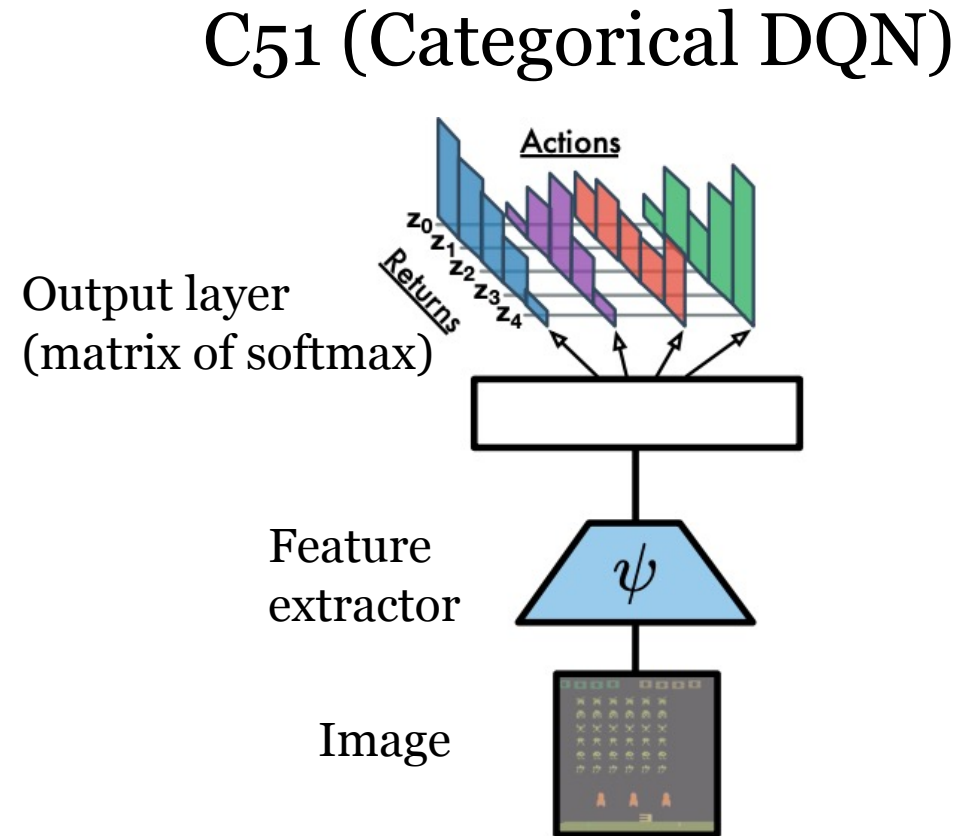 C51 (Categorical DQN)
Actions
z0
z1
z2
z3
z4
Returns
Output layer
(matrix of softmax)
Feature
extractor
ψ
Image